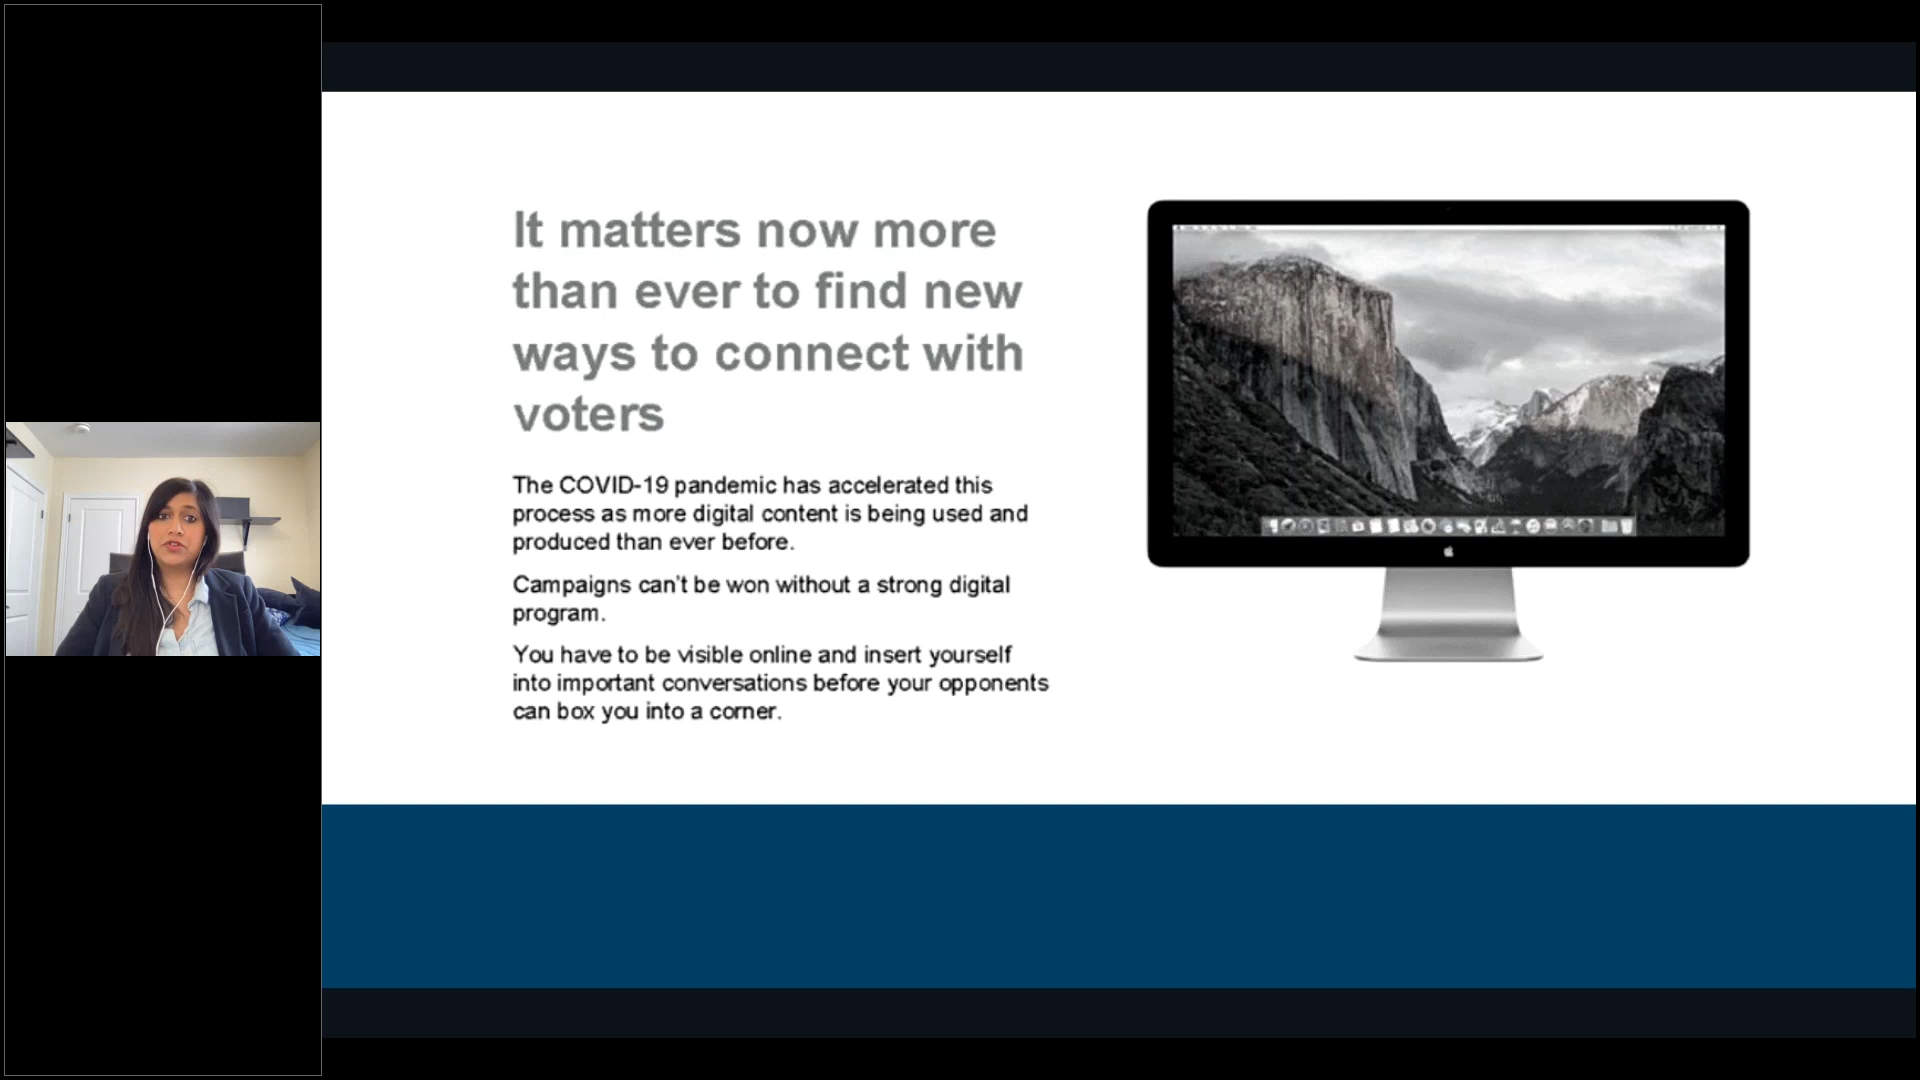 It matters now more
than ever to find new
ways to connect with
voters
The COVID-19 pandemic has accelerated this
process as more digital content is being used and
produced than ever before.
Campaigns can't be won without a strong digital
program.
You have to be visible online and insert yourself
into important conversations before your opponents
can box you into a corner.